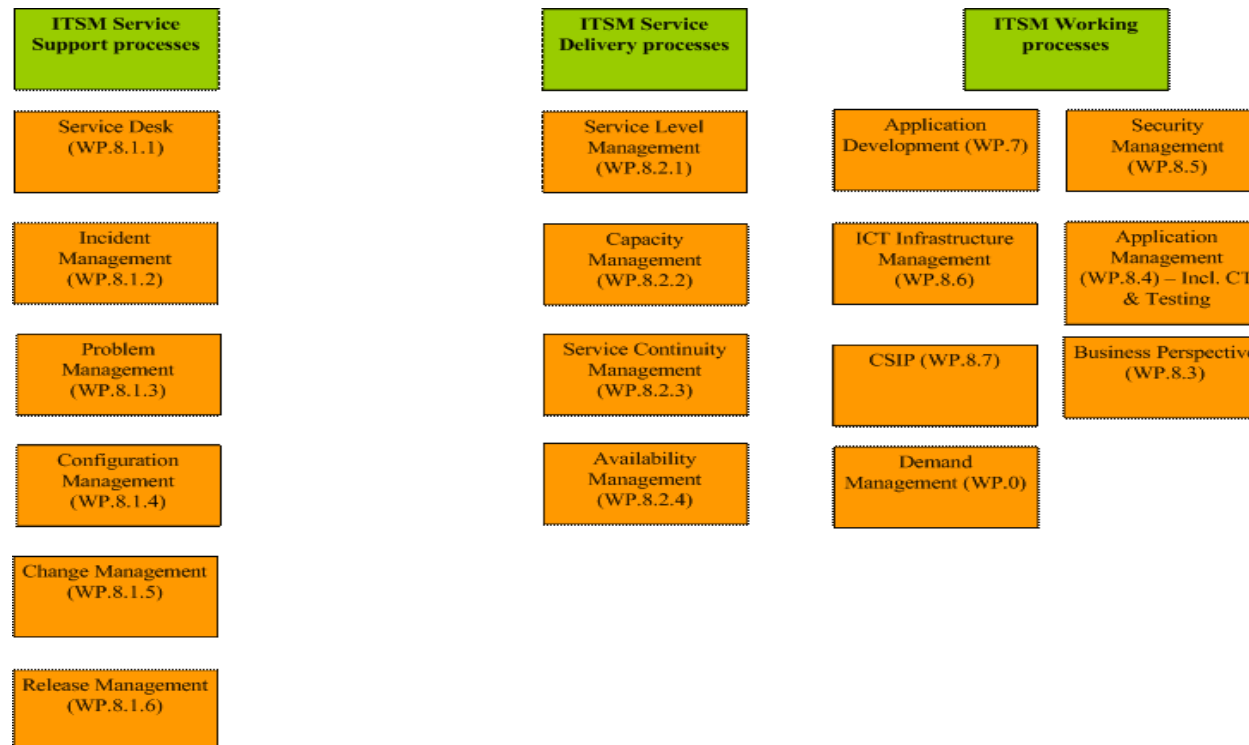 ITSM Service
Support processes
Service Desk
(WP.8.1.1)
Incident
Management
(WP.8.1.2)
Problem
Management
(WP.8.1.3)
Configuration
Management
(WP.8.1.4)
Change Management
(WP.8.1.5)
Release Management
(WP.8.1.6)
ITSM Service
Delivery processes
Service Level
Management
(WP.8.2.1)
Capacity
Management
(WP.8.2.2)
Service Continuity
Management
(WP.8.2.3)
Availability
Management
(WP.8.2.4)
ITSM Working
processes
Application
Development (WP.7)
Security
Management
(WP.8.5)
ICT Infrastructure
Management
(WP.8.6)
Application
Management
(WP.8.4) – Incl. CT
& Testing
CSIP (WP.8.7)
Business Perspective
(WP.8.3)
Demand
Management (WP.0)